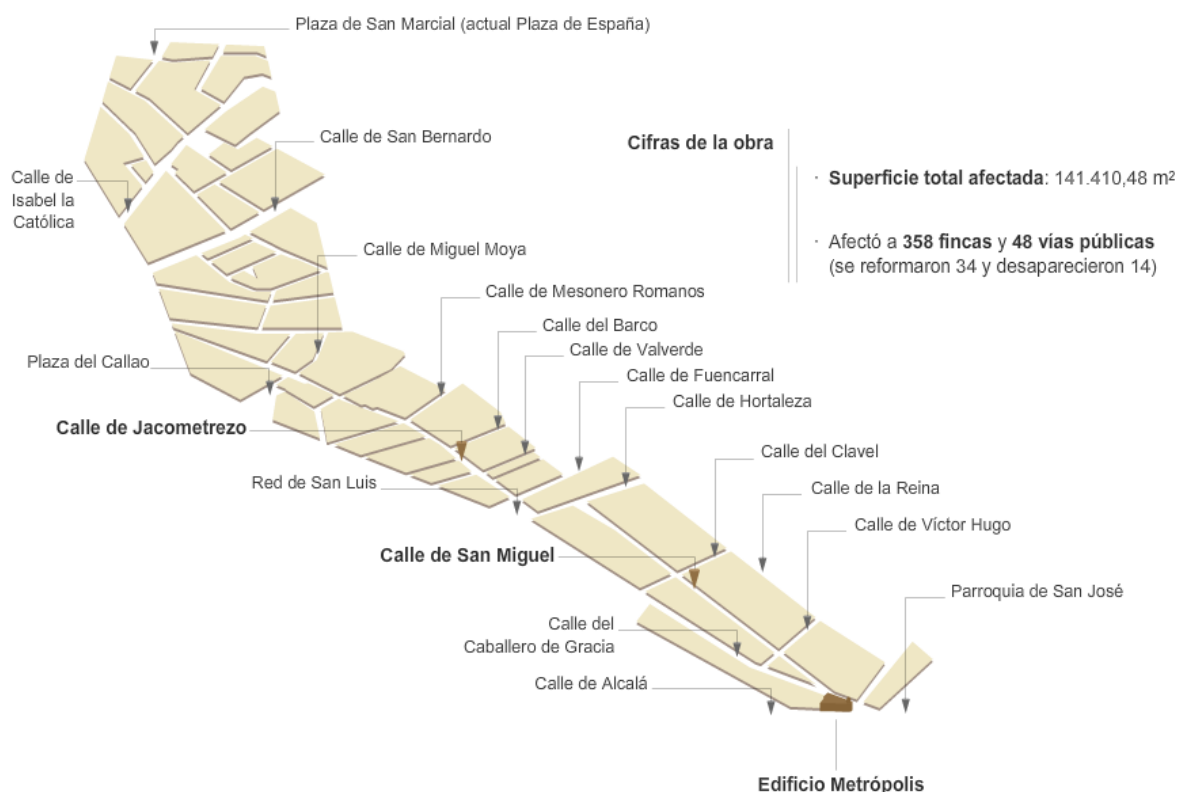 Plaza de San Marcial (actual Plaza de España)
Calle de San Bernardo
Cifras de la obra
Calle de
Isabel la
Católica
· Superficie total afectada: 141.410,48 m²
· Afectó a 358 fincas y 48 vías públicas
(se reformaron 34 y desaparecieron 14)
Calle de Miguel Moya
Calle de Mesonero Romanos
Calle del Barco
Calle de Valverde
Plaza del Callao
Calle de Fuencarral
Calle de Hortaleza
Calle de Jacometrezo
Calle del Clavel
Red de San Luis
Calle de la Reina
Calle de Víctor Hugo
Calle de San Miguel
Parroquia de San José
Calle del
Caballero de Gracia
Calle de Alcalá
Edificio Metrópolis